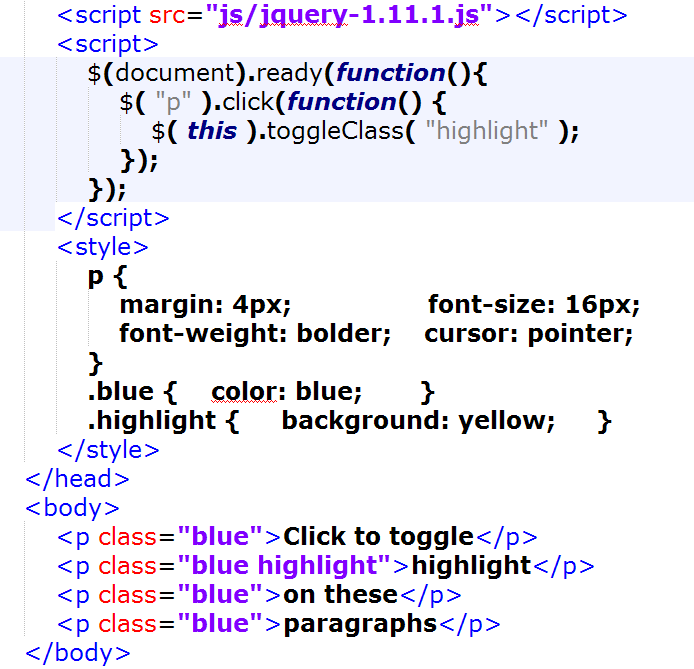 <script src="js/jquery-1.11.1.js"></script>
<script>
$(document).ready(function(){
$( "p" ).click(function() {
$( this ).toggleClass( "highlight" );
});
});
</script>
<style>
p {
margin: 4px; font-size: 16px;
font-weight: bolder; cursor: pointer;
}
.blue { color: blue; }
.highlight { background: yellow; }
</style>
</head>
<body>
<p class="blue">Click to toggle</p>
<p class="blue highlight">highlight</p>
<p class="blue">on these</p>
<p class="blue">paragraphs</p>
</body>